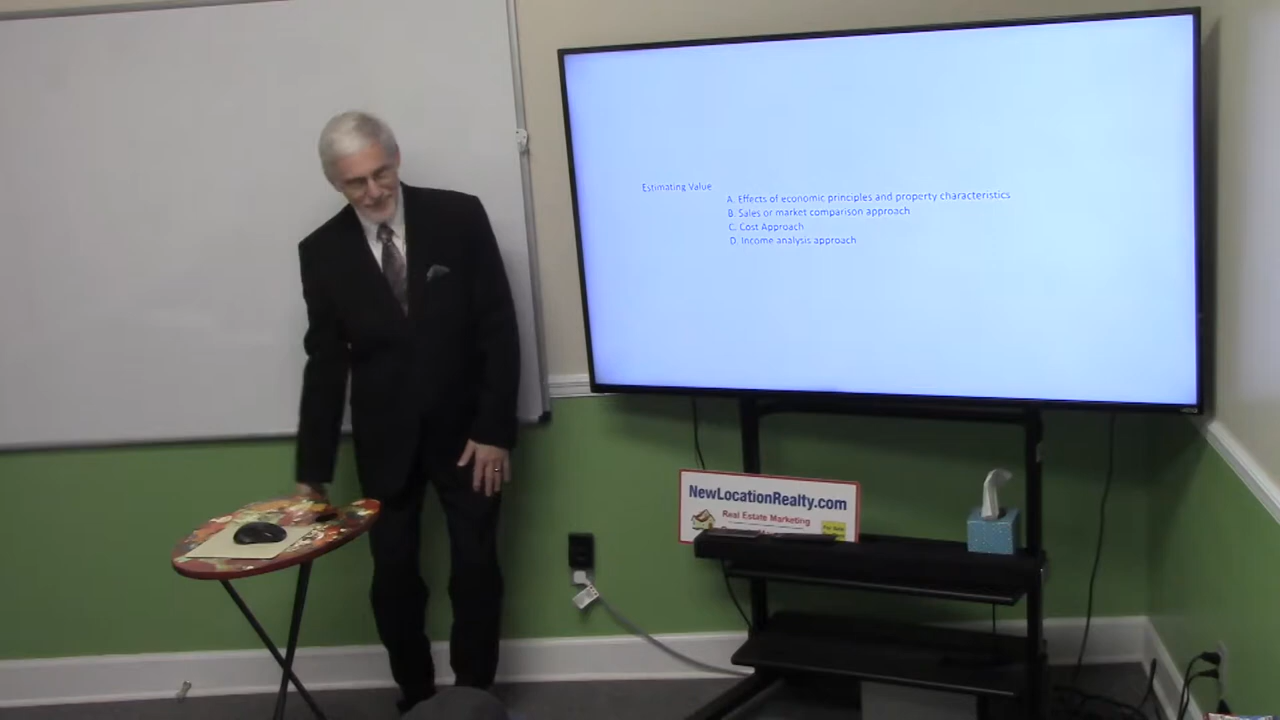 Estimating Value
A. Effects of economic principles and property characteristics
B. Sales or market comparison approach
C. Cost Approach
D. Income analysis approach
NewLocationRealty.com
Real Estate Marketing